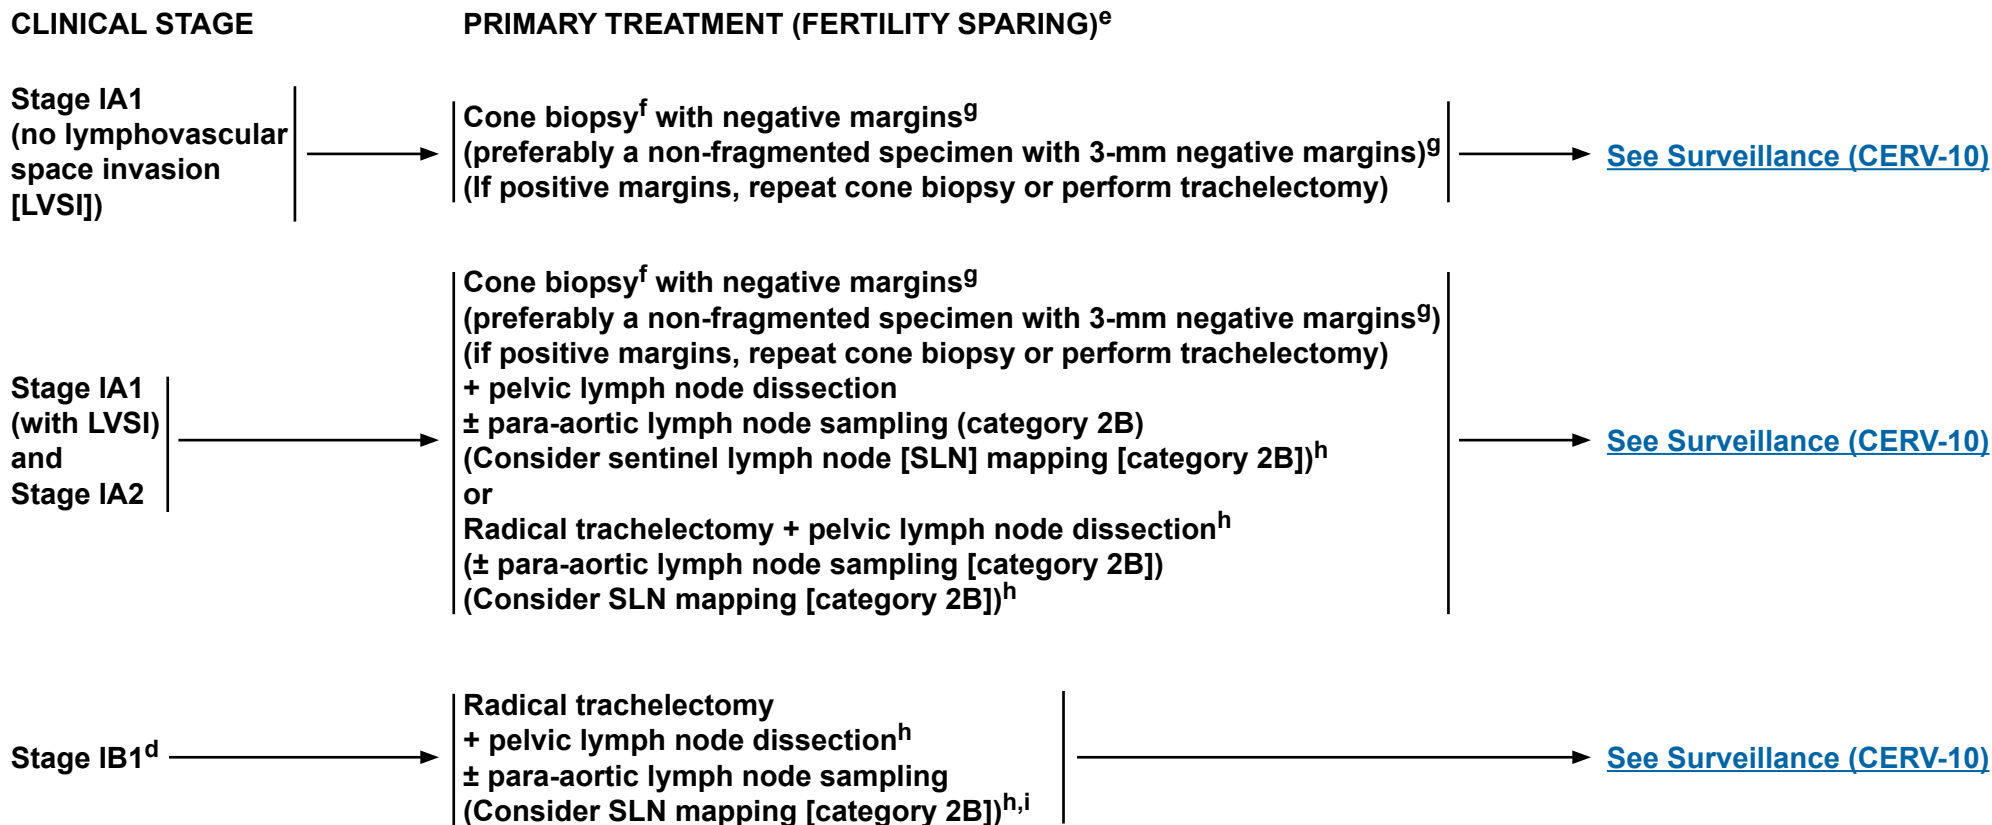 CLINICAL STAGE
PRIMARY TREATMENT (FERTILITY SPARING)e
Stage IA1
(no lymphovascular
space invasion
[LVSI])
Cone biopsyf with negative marginsg
(preferably a non-fragmented specimen with 3-mm negative margins)g
(If positive margins, repeat cone biopsy or perform trachelectomy)
See Surveillance (CERV-10)
Stage IA1
(with LVSI)
and
Stage IA2
Cone biopsyf with negative marginsg
(preferably a non-fragmented specimen with 3-mm negative marginsg)
(if positive margins, repeat cone biopsy or perform trachelectomy)
+ pelvic lymph node dissection
± para-aortic lymph node sampling (category 2B)
(Consider sentinel lymph node [SLN] mapping [category 2B])h
or
Radical trachelectomy + pelvic lymph node dissectionh
(± para-aortic lymph node sampling [category 2B])
(Consider SLN mapping [category 2B])h
See Surveillance (CERV-10)
Stage IB1d
Radical trachelectomy
+ pelvic lymph node dissectionh
± para-aortic lymph node sampling
(Consider SLN mapping [category 2B])h,i
See Surveillance (CERV-10)